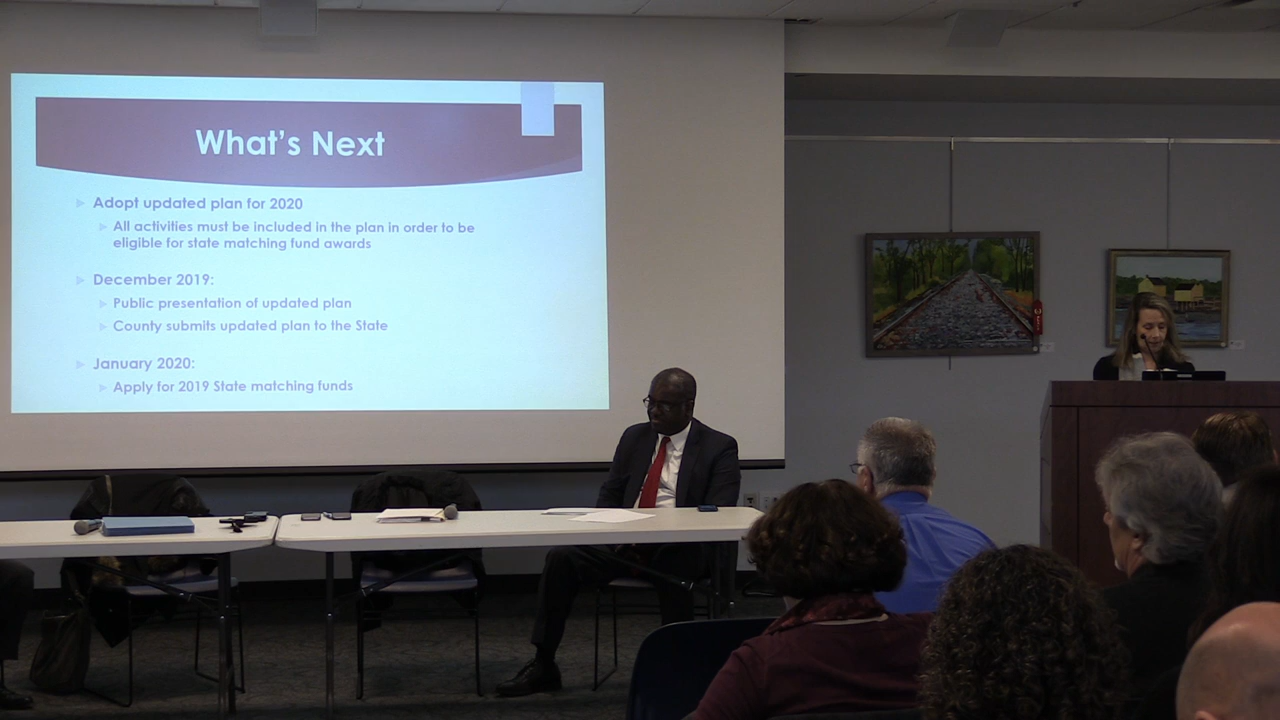 What's Next
Adopt updated plan for 2020
All activities must be included in the plan in order to be
eligible for state matching fund awards
December 2019:
Public presentation of updated plan
County submits updated plan to the State
January 2020:
Apply for 2019 State matching funds